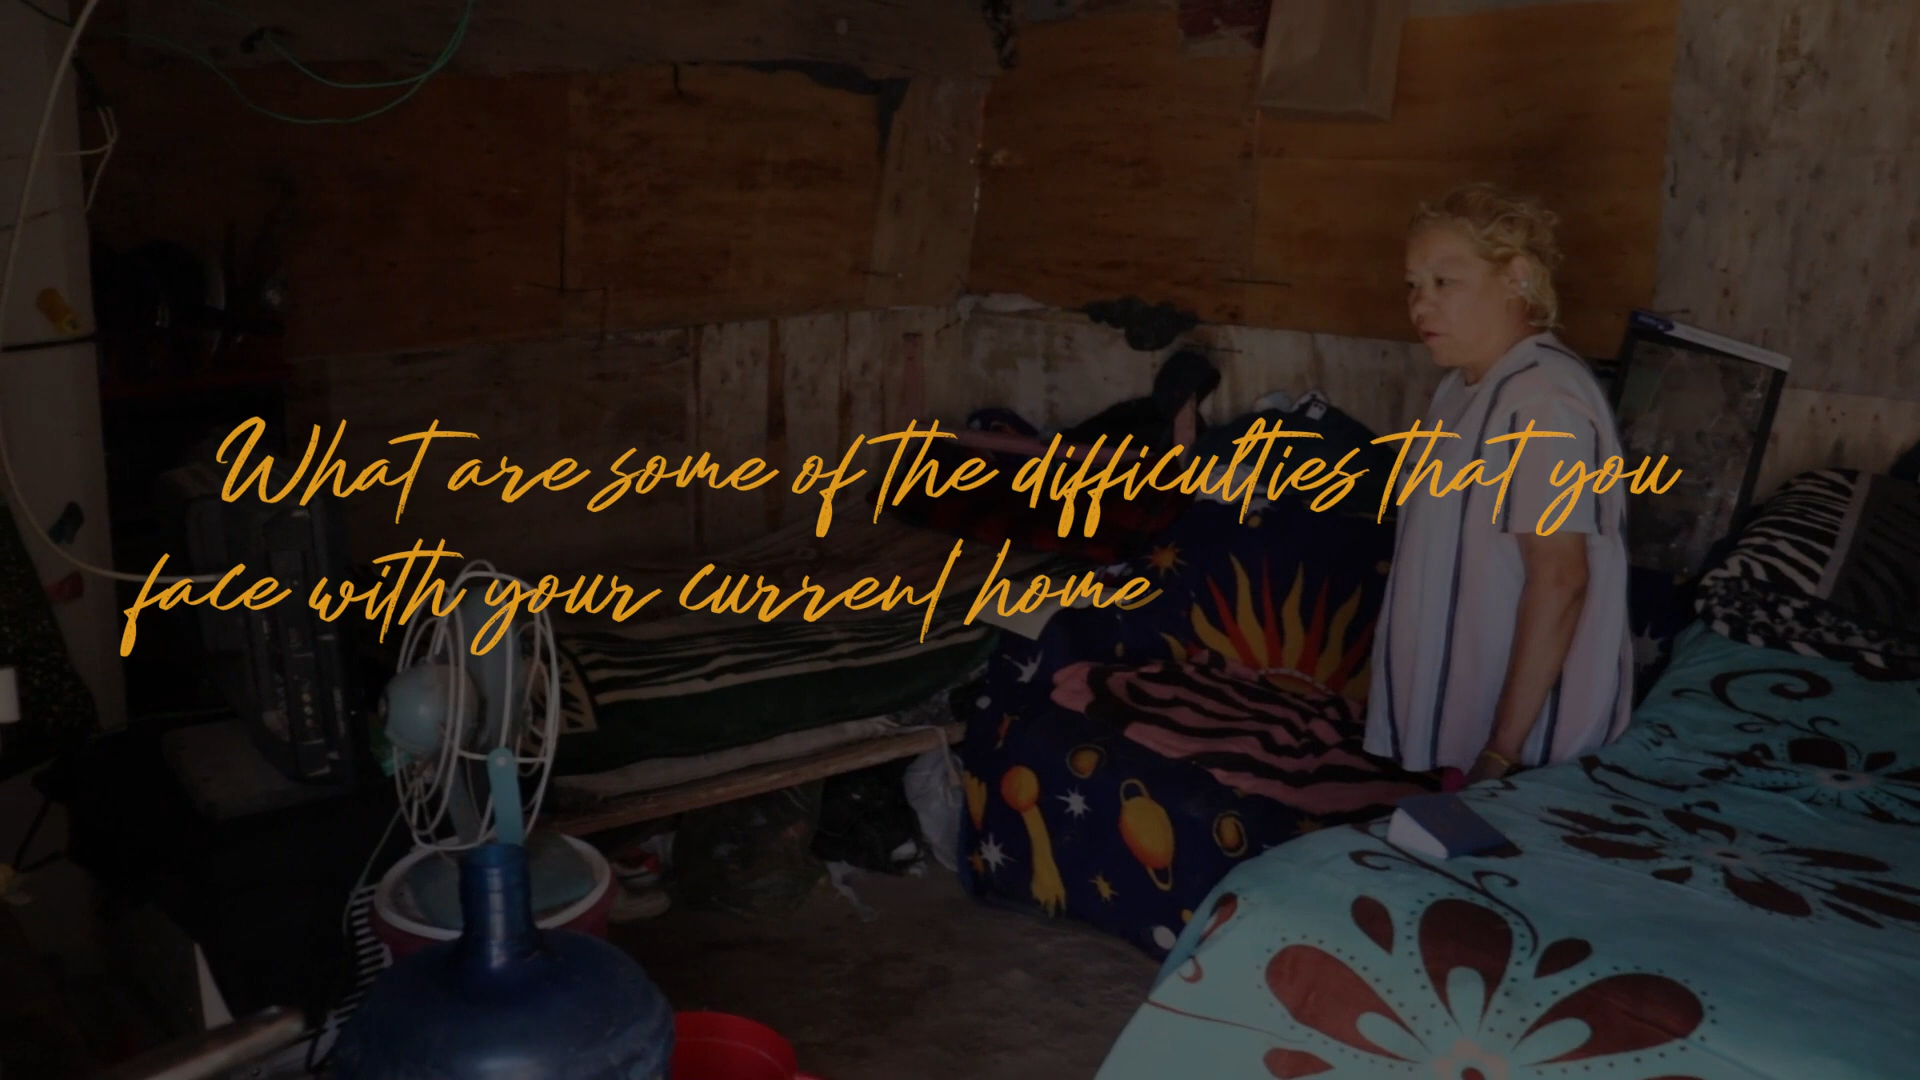 What are some of the difficulties that you
face with your current home